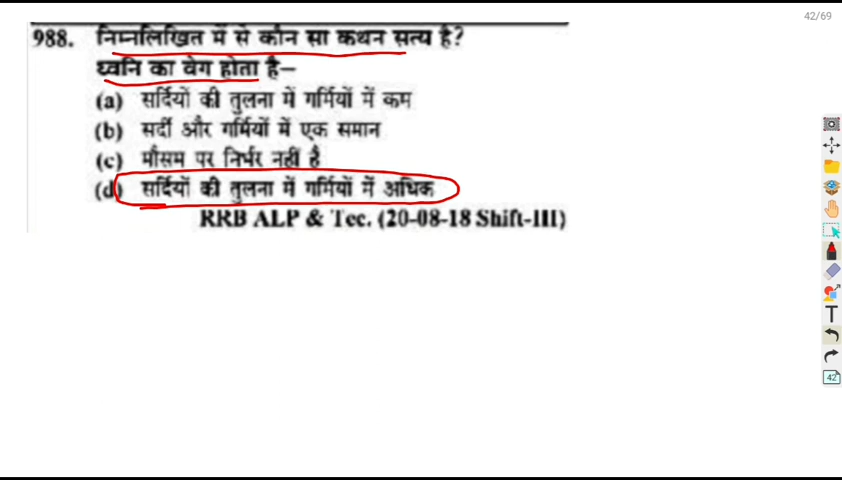 42/69
988. निम्नलिखित में से कौन सा कथन सत्य है?
ध्वनि का वेग होता है–
(a) सर्दियों की तुलना में गर्मियों में कम
(b) सर्दी और गर्मियों में एक समान
(c) मौसम पर निर्भर नहीं है
(d) सर्दियों की तुलना में गर्मियों में अधिक
RRB ALP & Tec. (20-08-18 Shift-III)
T
42